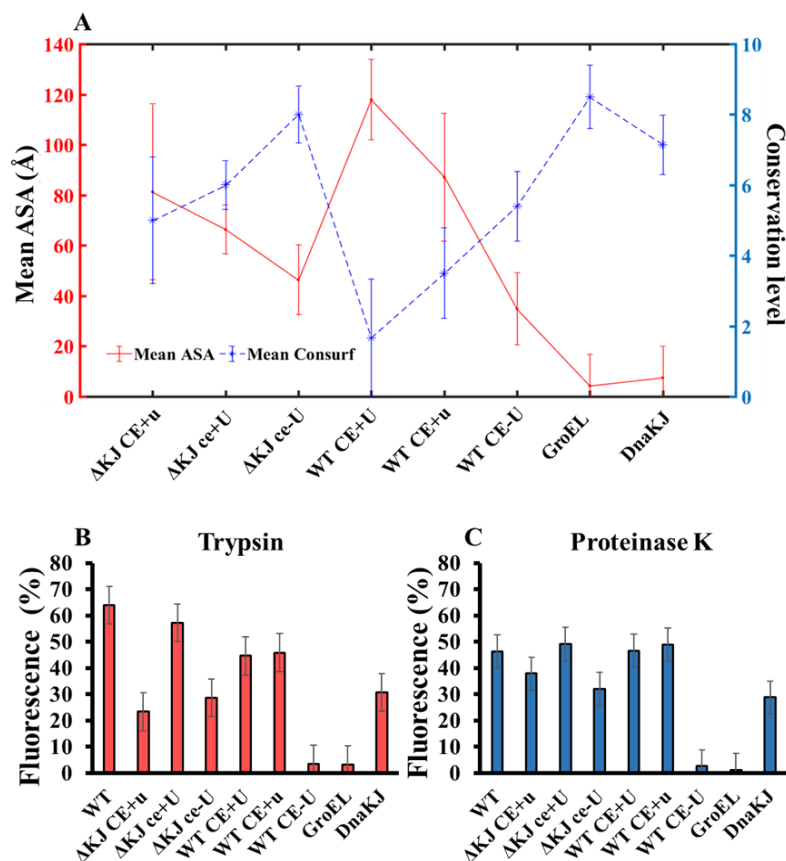 A
Mean ASA (Å)
140
120
100
80
60
40
20
0
Conservation level
10
8
6
4
2
0
Mean ASA
Mean Consurf
ΔKJ CE+u
ΔKJ ce+U
ΔKJ ce-U
WT CE+U
WT CE+u
WT CE-U
GroEL
DnaKJ
B
Trypsin
Fluorescence (%)
80
70
60
50
40
30
20
10
0
WT
ΔKJ CE+u
ΔKJ ce+U
ΔKJ ce-U
WT CE+U
WT CE+u
WT CE-U
GroEL
DnaKJ
C
Proteinase K
Fluorescence (%)
80
70
60
50
40
30
20
10
0
WT
ΔKJ CE+u
ΔKJ ce+U
ΔKJ ce-U
WT CE+U
WT CE+u
WT CE-U
GroEL
DnaKJ